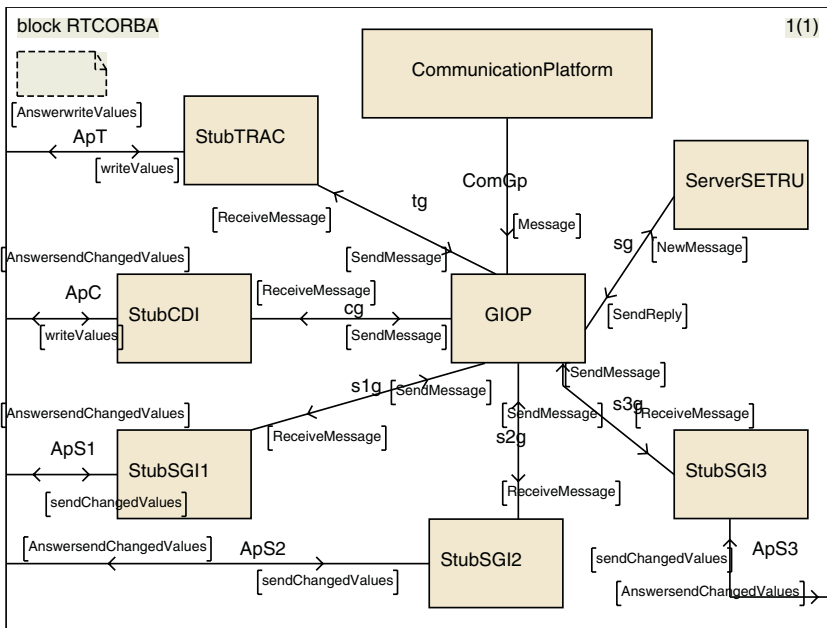 block RTCORBA
1(1)
CommunicationPlatform
[AnswerwriteValues]
ApT
[writeValues]
StubTRAC
ComGp
[Message]
ServerSETRU
tg
[ReceiveMessage]
[SendMessage]
sg
[NewMessage]
[SendReply]
[AnswersendChangedValues]
ApC
[writeValues]
StubCDI
[ReceiveMessage]
cg
[SendMessage]
GIOP
[SendMessage]
s1g
[SendMessage]
[ReceiveMessage]
[SendMessage]
s2g
[ReceiveMessage]
s3g
[ReceiveMessage]
[AnswersendChangedValues]
ApS1
[sendChangedValues]
StubSGI1
StubSGI3
[AnswersendChangedValues]
ApS2
[sendChangedValues]
StubSGI2
[sendChangedValues]
ApS3
[AnswersendChangedValues]